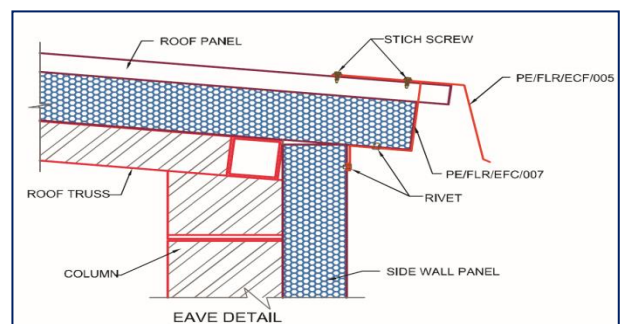 ROOF PANEL
STICH SCREW
PE/FLR/ECF/005
PE/FLR/EFC/007
ROOF TRUSS
RIVET
COLUMN
SIDE WALL PANEL
EAVE DETAIL